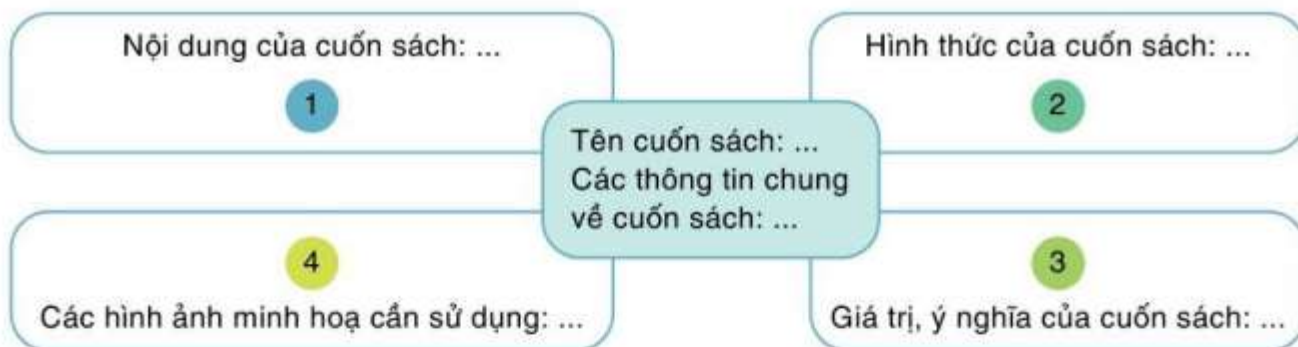 Nội dung của cuốn sách: ...
1
Hình thức của cuốn sách: ...
2
Tên cuốn sách: ...
Các thông tin chung
về cuốn sách: ...
4
Các hình ảnh minh hoạ cần sử dụng: ...
3
Giá trị, ý nghĩa của cuốn sách: ...